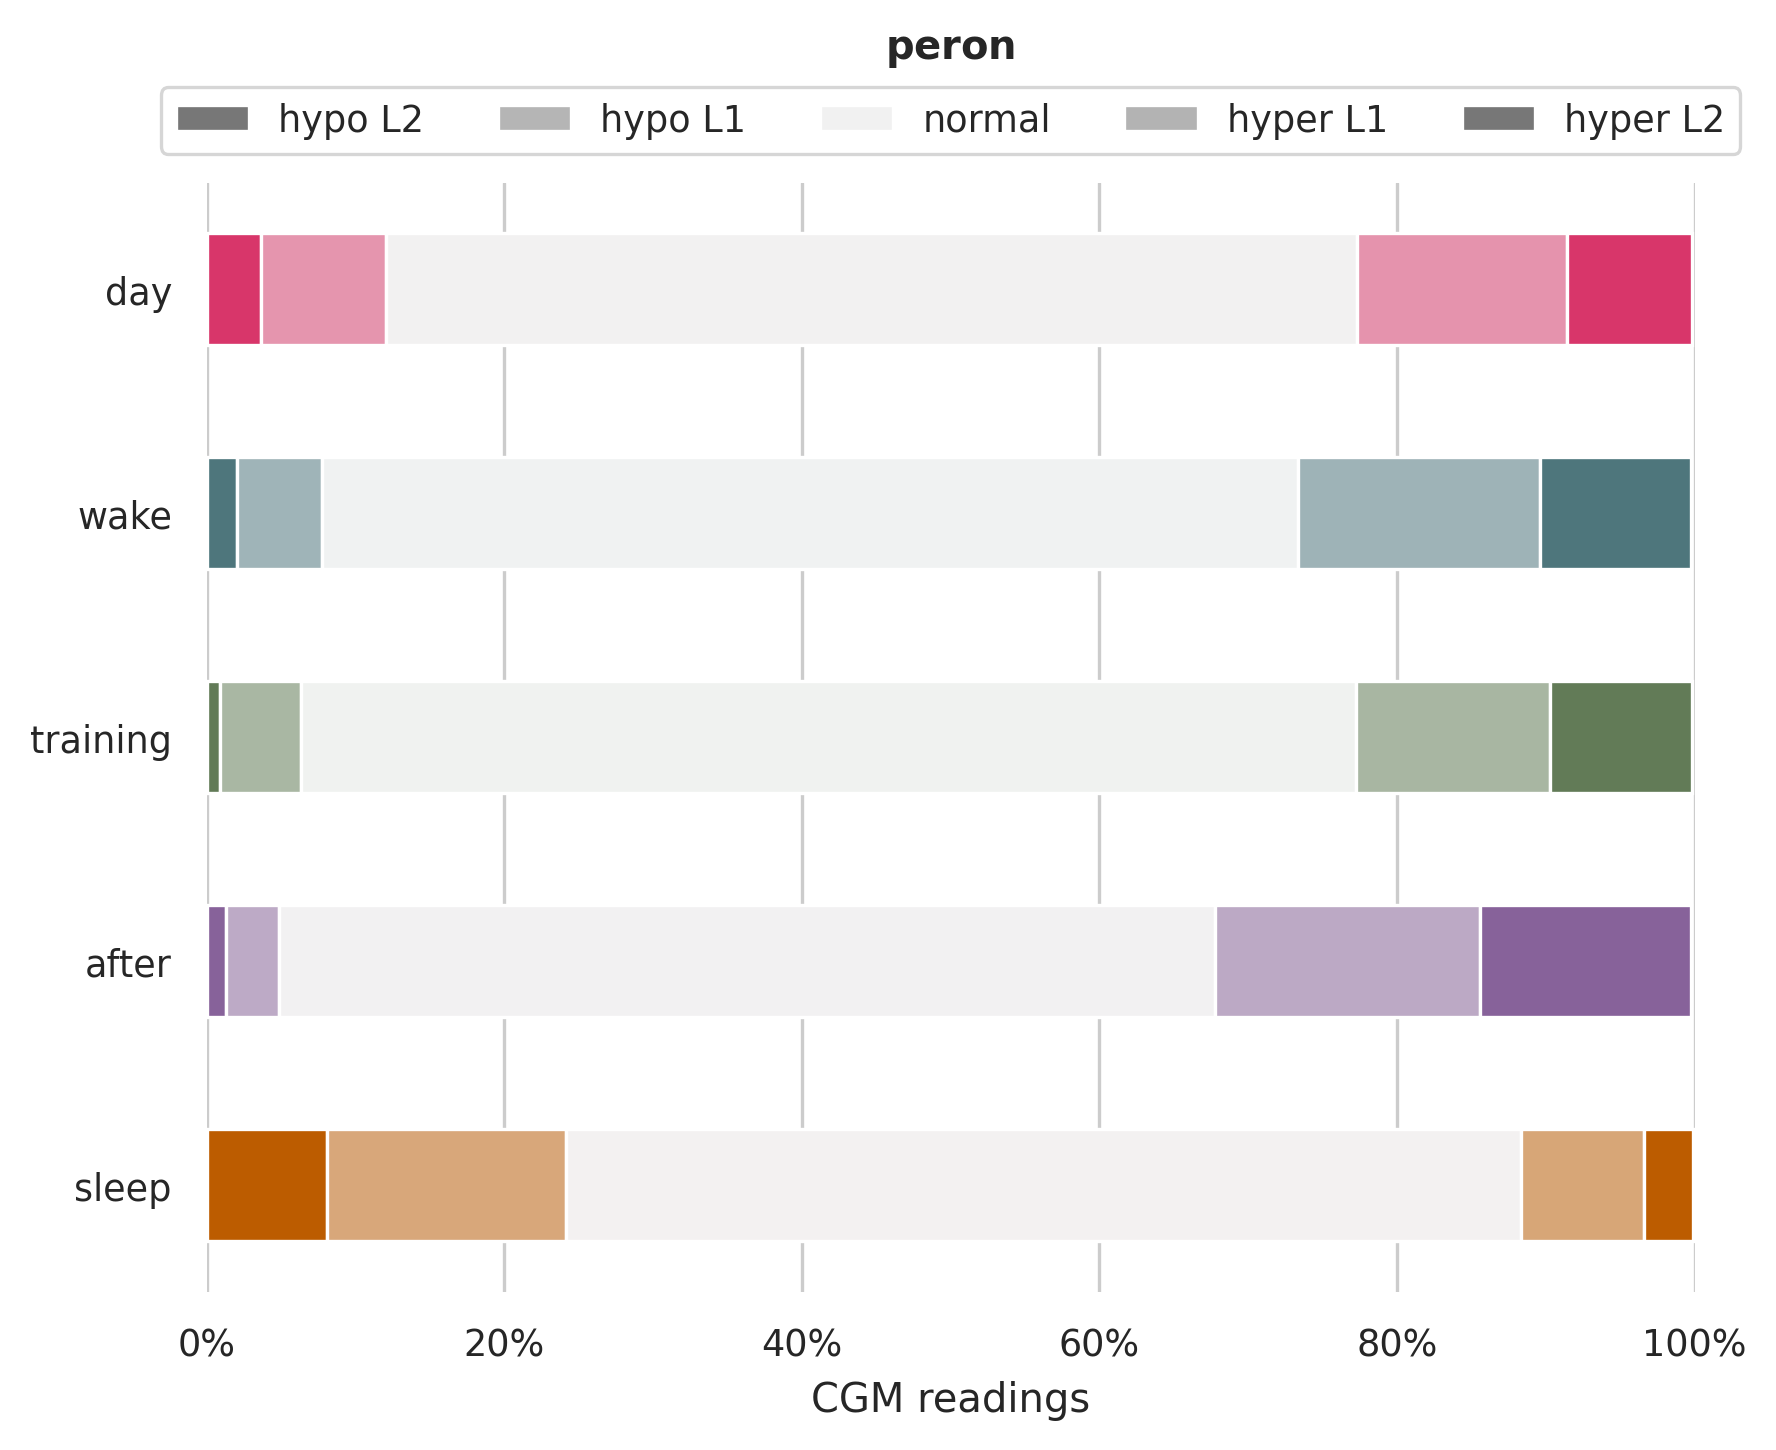 peron
hypo L2 hypo L1 normal hyper L1 hyper L2
day
wake
training
after
sleep
0% 20% 40% 60% 80% 100%
CGM readings